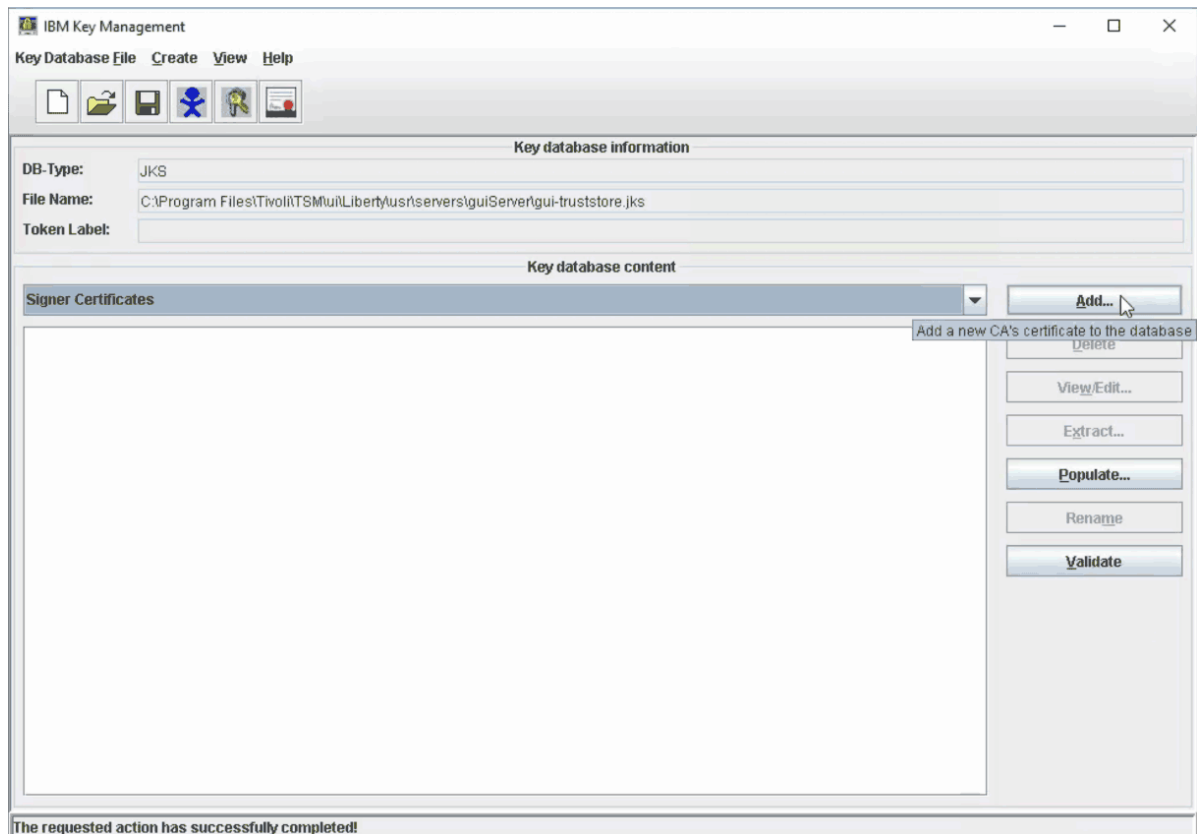 IBM Key Management
Key Database File Create View Help
Key database information
DB-Type: JKS
File Name: C:\Program Files\Tivoli\TSM\ui\Liberty\usr\servers\guiServer\gui-truststore.jks
Token Label:
Key database content
Signer Certificates
Add...
Add a new CA's certificate to the database
Delete
View/Edit...
Extract...
Populate...
Rename
Validate
The requested action has successfully completed!